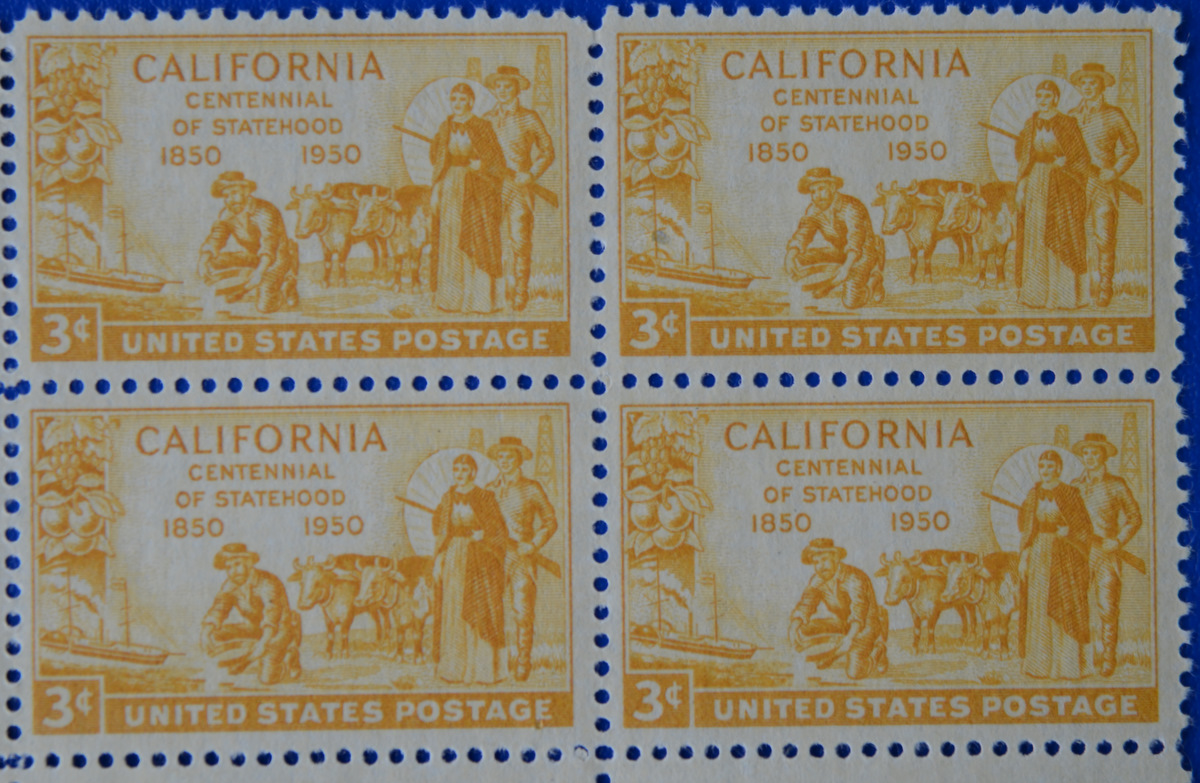 CALIFORNIA
CENTENNIAL
OF STATEHOOD
1850 1950
3¢ UNITED STATES POSTAGE
CALIFORNIA
CENTENNIAL
OF STATEHOOD
1850 1950
3¢ UNITED STATES POSTAGE
CALIFORNIA
CENTENNIAL
OF STATEHOOD
1850 1950
3¢ UNITED STATES POSTAGE
CALIFORNIA
CENTENNIAL
OF STATEHOOD
1850 1950
3¢ UNITED STATES POSTAGE